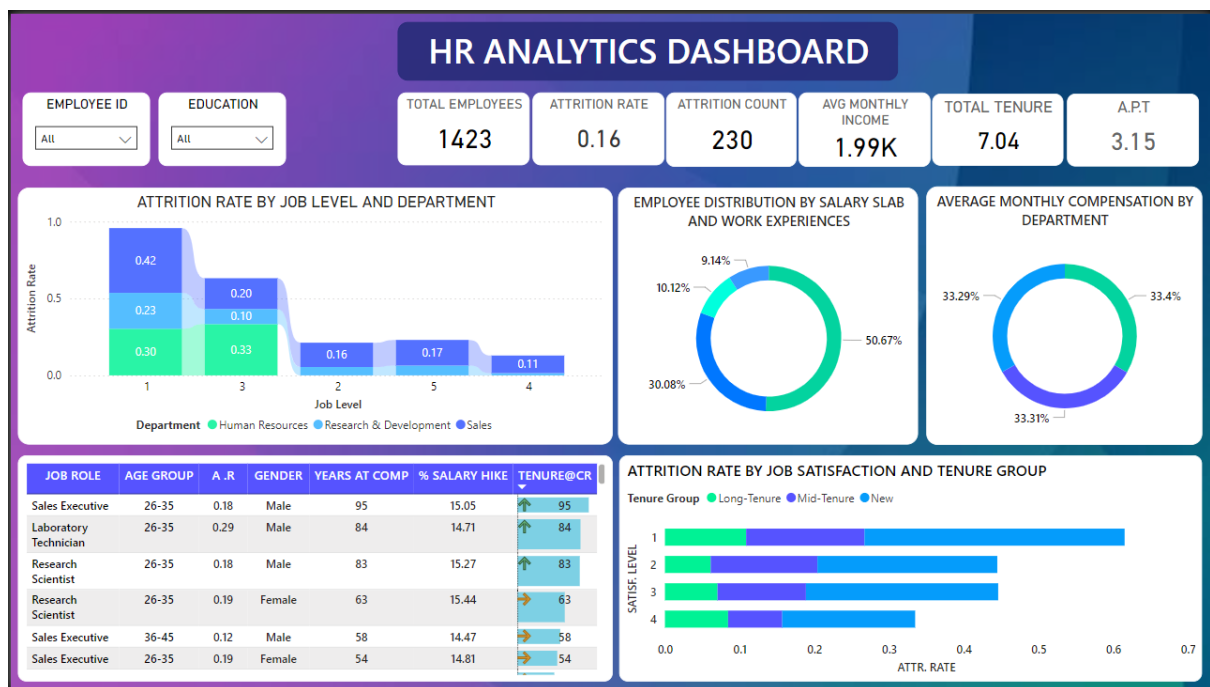 HR ANALYTICS DASHBOARD
EMPLOYEE ID
All
EDUCATION
All
TOTAL EMPLOYEES
1423
ATTRITION RATE
0.16
ATTRITION COUNT
230
AVG MONTHLY
INCOME
1.99K
TOTAL TENURE
7.04
A.P.T
3.15
ATTRITION RATE BY JOB LEVEL AND DEPARTMENT
Attrition Rate
1.0
0.5
0.0
0.42
0.23
0.30
0.20
0.10
0.33
0.16
0.17
0.11
1 3 2 5 4
Job Level
Department Human Resources Research & Development Sales
EMPLOYEE DISTRIBUTION BY SALARY SLAB
AND WORK EXPERIENCES
9.14%
10.12%
50.67%
30.08%
AVERAGE MONTHLY COMPENSATION BY
DEPARTMENT
33.29%
33.4%
33.31%
JOB ROLE AGE GROUP A .R GENDER YEARS AT COMP % SALARY HIKE TENURE@CR
Sales Executive 26-35 0.18 Male 95 15.05 95
Laboratory 26-35 0.29 Male 84 14.71 84
Technician
Research 26-35 0.18 Male 83 15.27 83
Scientist
Research 26-35 0.19 Female 63 15.44 63
Scientist
Sales Executive 36-45 0.12 Male 58 14.47 58
Sales Executive 26-35 0.19 Female 54 14.81 54
ATTRITION RATE BY JOB SATISFACTION AND TENURE GROUP
Tenure Group Long-Tenure Mid-Tenure New
SATISF. LEVEL
1
2
3
4
0.0 0.1 0.2 0.3 0.4 0.5 0.6 0.7
ATTR. RATE